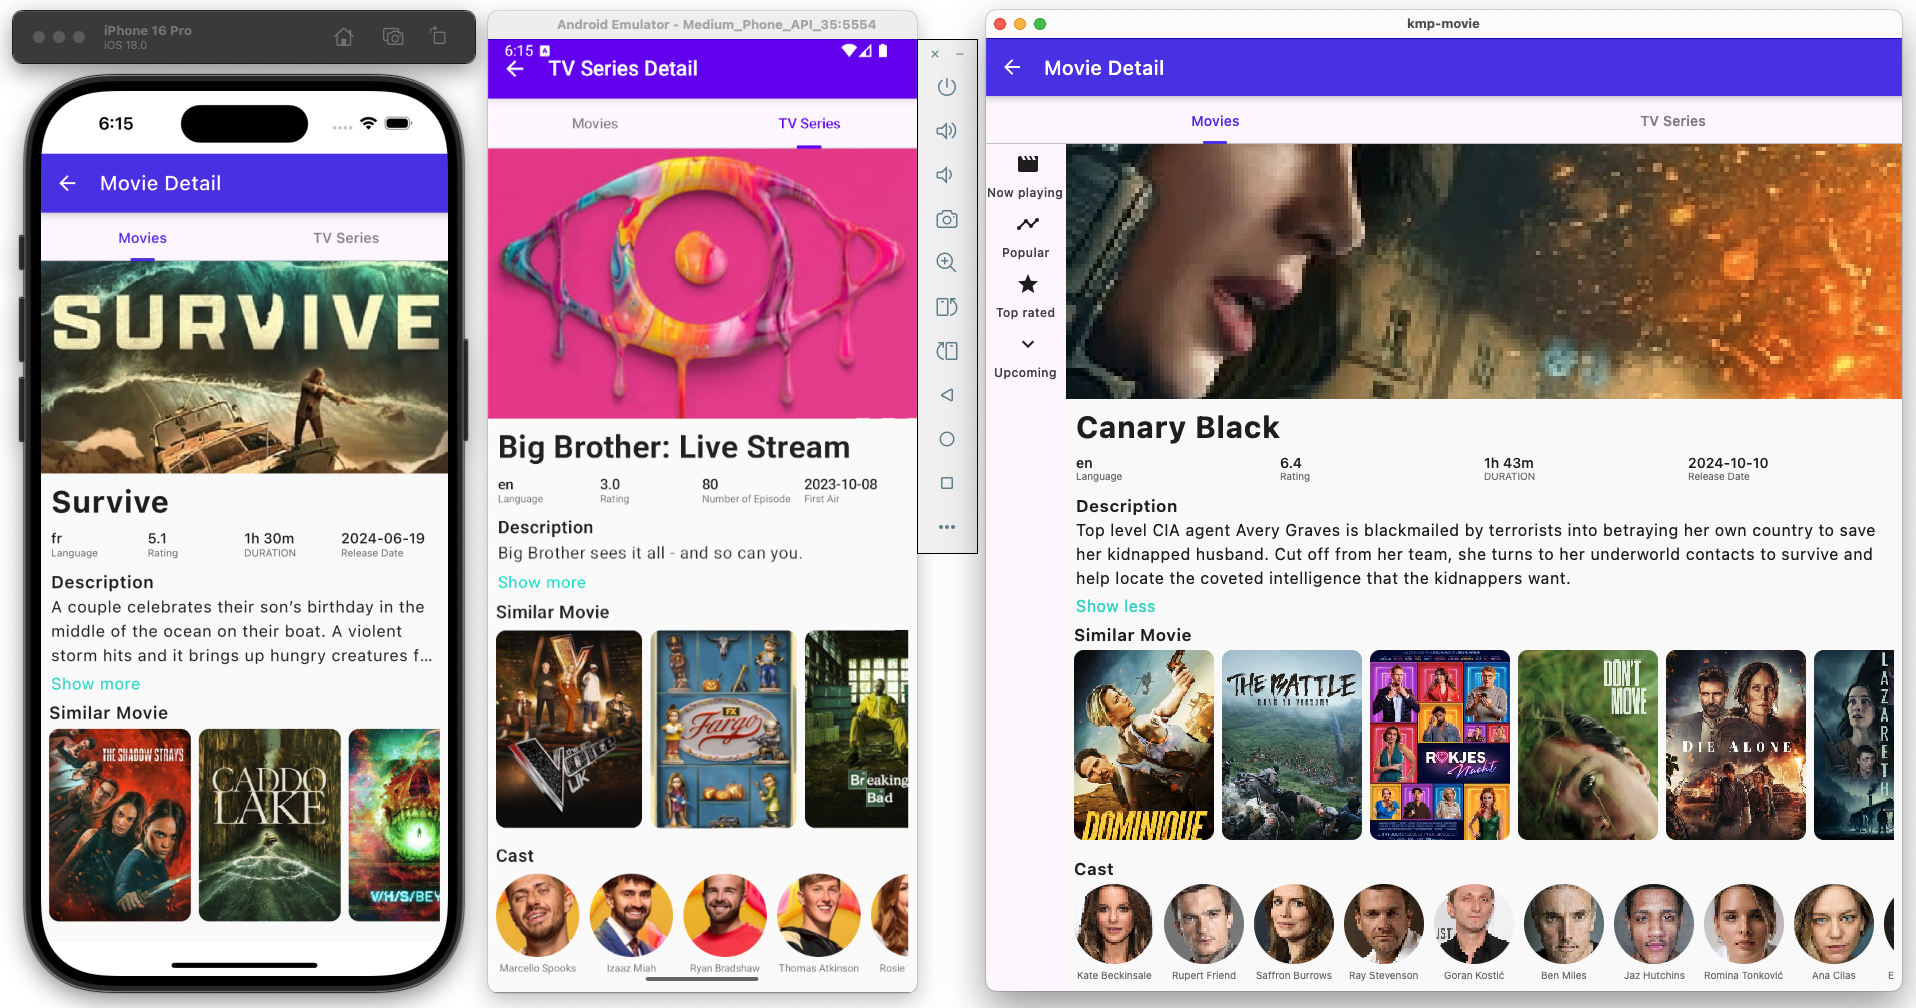 iPhone 16 Pro
iOS 18.0
6:15
Movie Detail
Movies
TV Series
SURVIVE
Survive
fr
Language
5.1
Rating
1h 30m
DURATION
2024-06-19
Release Date
Description
A couple celebrates their son’s birthday in the
middle of the ocean on their boat. A violent
storm hits and it brings up hungry creatures f...
Show more
Similar Movie
THE SHADOW STRAYS
CADDO
LAKE
V/H/S/BEY
Android Emulator - Medium_Phone_API_35:5554
6:15
A
TV Series Detail
Movies
TV Series
Big Brother: Live Stream
en
Language
3.0
Rating
80
Number of Episode
2023-10-08
First Air
Description
Big Brother sees it all - and so can you.
Show more
Similar Movie
the
Voice
UK
FX
Fargo
Breaking
Bad
Cast
Marcello Spooks
Izaaz Miah
Ryan Bradshaw
Thomas Atkinson
Rosie
kmp-movie
Movie Detail
Movies
TV Series
Now playing
Popular
Top rated
Upcoming
Canary Black
en
Language
6.4
Rating
1h 43m
DURATION
2024-10-10
Release Date
Description
Top level CIA agent Avery Graves is blackmailed by terrorists into betraying her own country to save
her kidnapped husband. Cut off from her team, she turns to her underworld contacts to survive and
help locate the coveted intelligence that the kidnappers want.
Show less
Similar Movie
DOMINIQUE
THE BATTLE
ROAD TO VICTORY
ROKJES
Nacht
DON'T
MOVE
DIE ALONE
LAZARETH
Cast
UST
Kate Beckinsale
Rupert Friend
Saffron Burrows
Ray Stevenson
Goran Kostić
Ben Miles
Jaz Hutchins
Romina Tonković
Ana Cilas
E